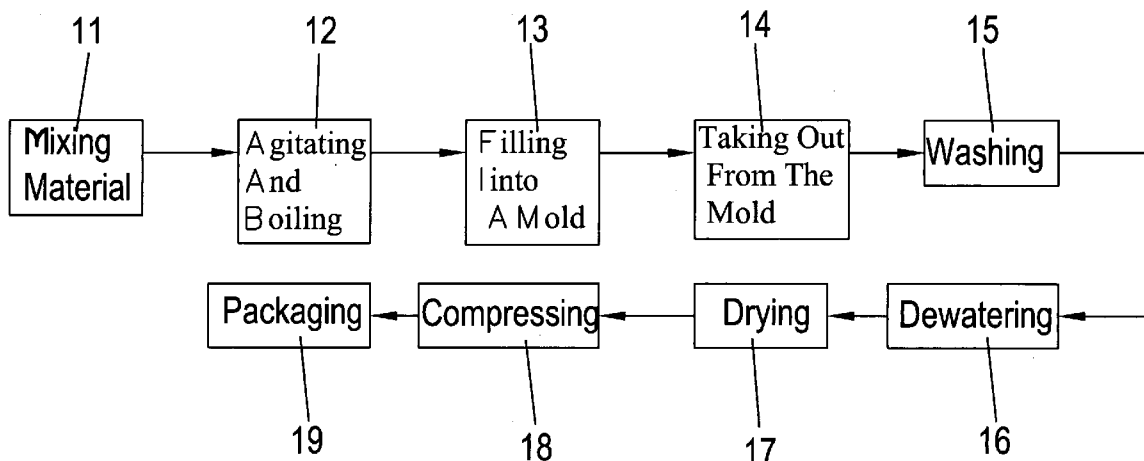 11
12
13
14
15
Mixing
Material
Agitating
And
Boiling
Filling
Iinto
A Mold
Taking Out
From The
Mold
Washing
Packaging
Compressing
Drying
Dewatering
19
18
17
16